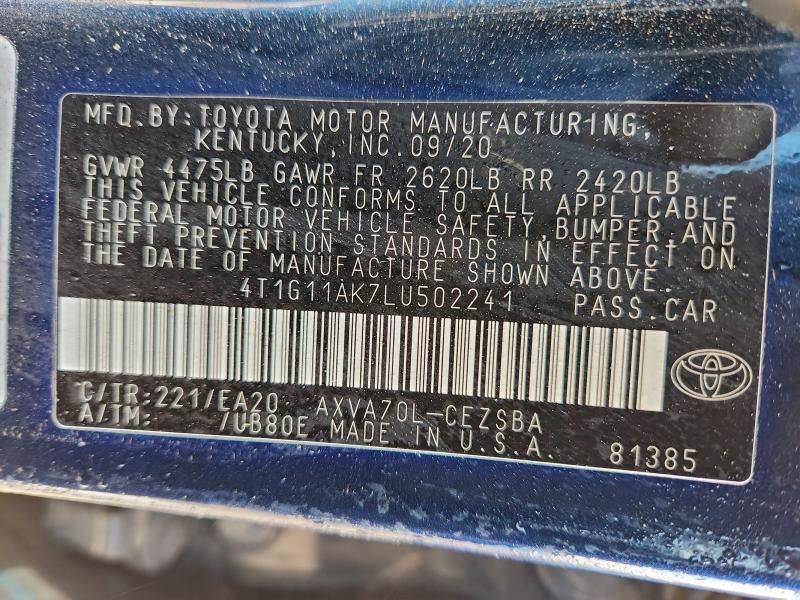 MFD. BY: TOYOTA MOTOR MANUFACTURING,
KENTUCKY, INC. 09/20
GVWR 4475LB GAWR FR 2620LB RR 2420LB
THIS VEHICLE CONFORMS TO ALL APPLICABLE
FEDERAL MOTOR VEHICLE SAFETY, BUMPER, AND
THEFT PREVENTION STANDARDS IN EFFECT ON
THE DATE OF MANUFACTURE SHOWN ABOVE.
4T1G11AK7LU502241 PASS.CAR
C/TR: 221/EA20 AXVA70L-CEZSBA
A/TM: /UB80E MADE IN U.S.A. 81385